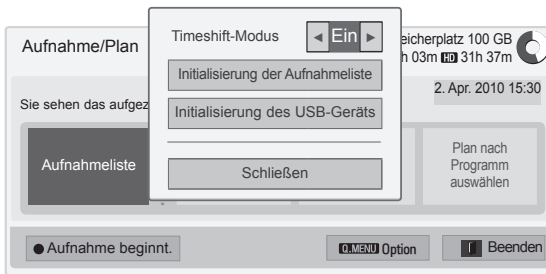 Aufnahme/Plan
Timeshift-Modus
Ein
Initialisierung der Aufnahmeliste
Initialisierung des USB-Geräts
Schließen
eicherplatz 100 GB
h 03m HD 31h 37m
2. Apr. 2010 15:30
Sie sehen das aufgez
Aufnahmeliste
Plan nach
Programm
auswählen
Aufnahme beginnt.
Q.MENU Option
Beenden